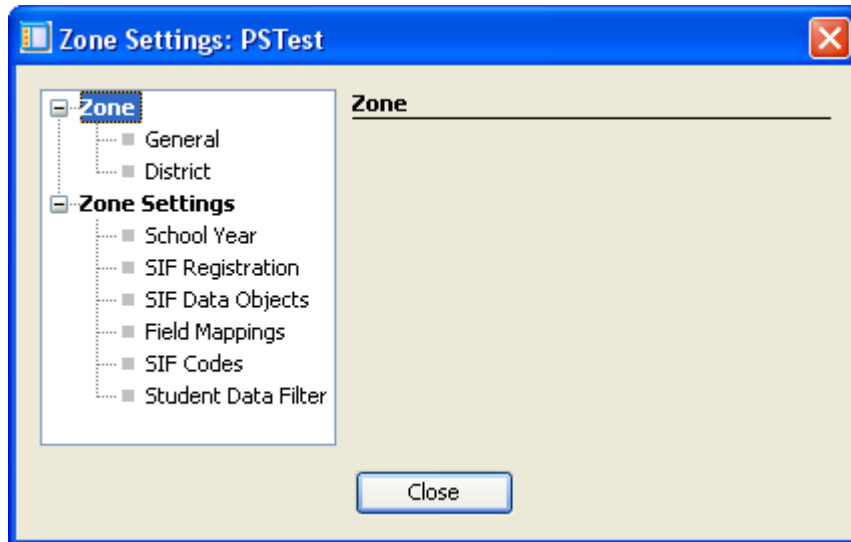 Zone Settings: PSTest
Zone
General
District
Zone Settings
School Year
SIF Registration
SIF Data Objects
Field Mappings
SIF Codes
Student Data Filter
Zone
Close